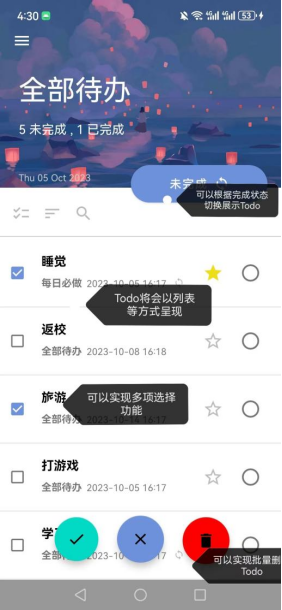 4:30
53
全部待办
5 未完成 , 1 已完成
Thu 05 Oct 2023
未完成
可以根据完成状态
切换展示Todo
睡觉
每日必做 2023-10-05 16:17
Todo将会以列表
等方式呈现
返校
全部待办 2023-10-08 16:18
旅游
可以实现多项选择
功能
全部待办 2023-10-14 16:17
打游戏
全部待办 2023-10-05 16:17
学
全部
可以实现批量删
Todo